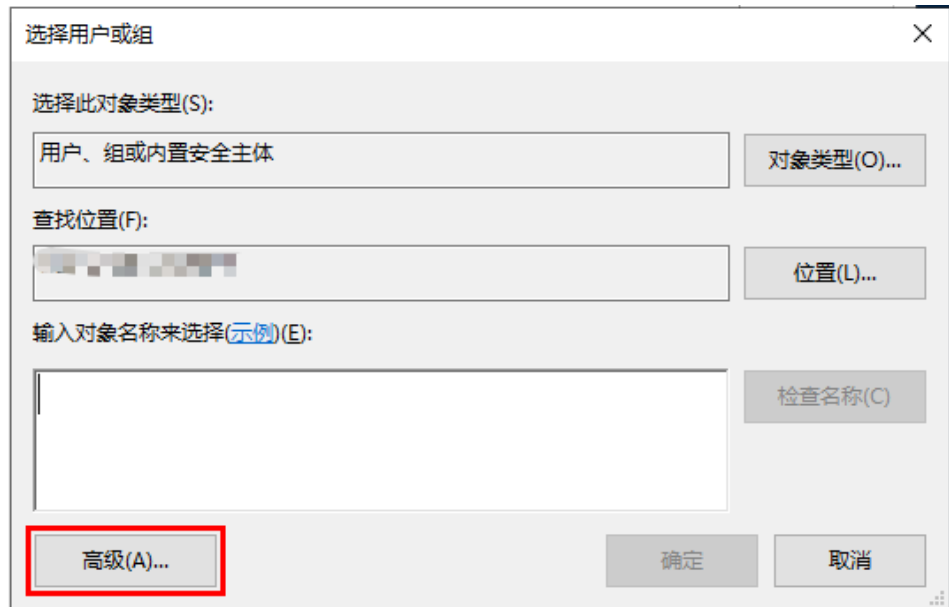 选择用户或组
选择此对象类型(S):
用户、组或内置安全主体
对象类型(O)...
查找位置(F):
位置(L)...
输入对象名称来选择(示例)(E):
检查名称(C)
高级(A)...
确定
取消